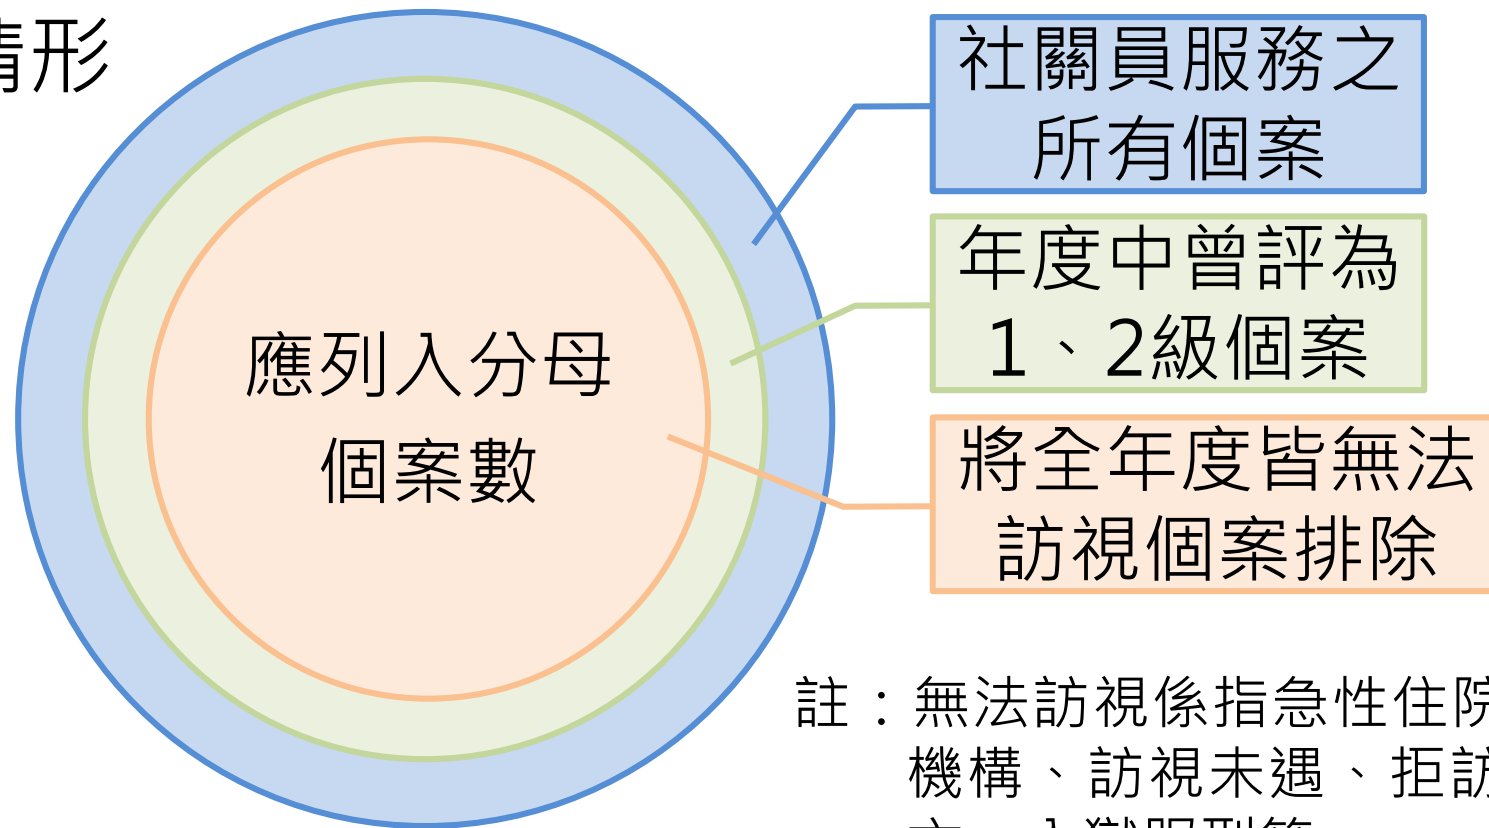 情形
社關員服務之
所有個案
年度中曾評為
1、2級個案
應列入分母
個案數
將全年度皆無法
訪視個案排除
註：無法訪視係指急性住院
機構、訪視未遇、拒訪